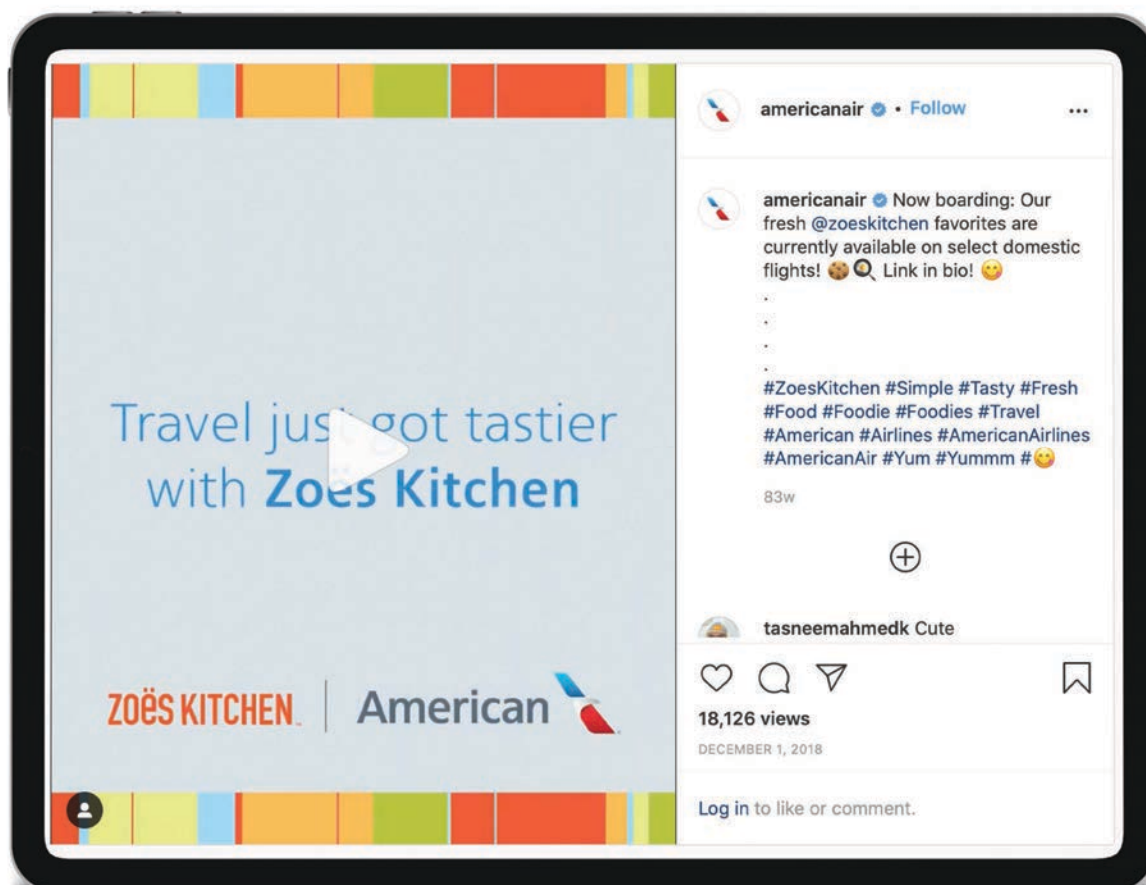 Travel just got tastier
with Zoës Kitchen
ZOËS KITCHEN™ | American
americanair • Follow
...
americanair Now boarding: Our
fresh @zoeskitchen favorites are
currently available on select domestic
flights! 🍪🍳 Link in bio! 😋
.
.
.
.
#ZoesKitchen #Simple #Tasty #Fresh
#Food #Foodie #Foodies #Travel
#American #Airlines #AmericanAirlines
#AmericanAir #Yum #Yummm #😋
83w
tasneemahmedk Cute
18,126 views
DECEMBER 1, 2018
Log in to like or comment.